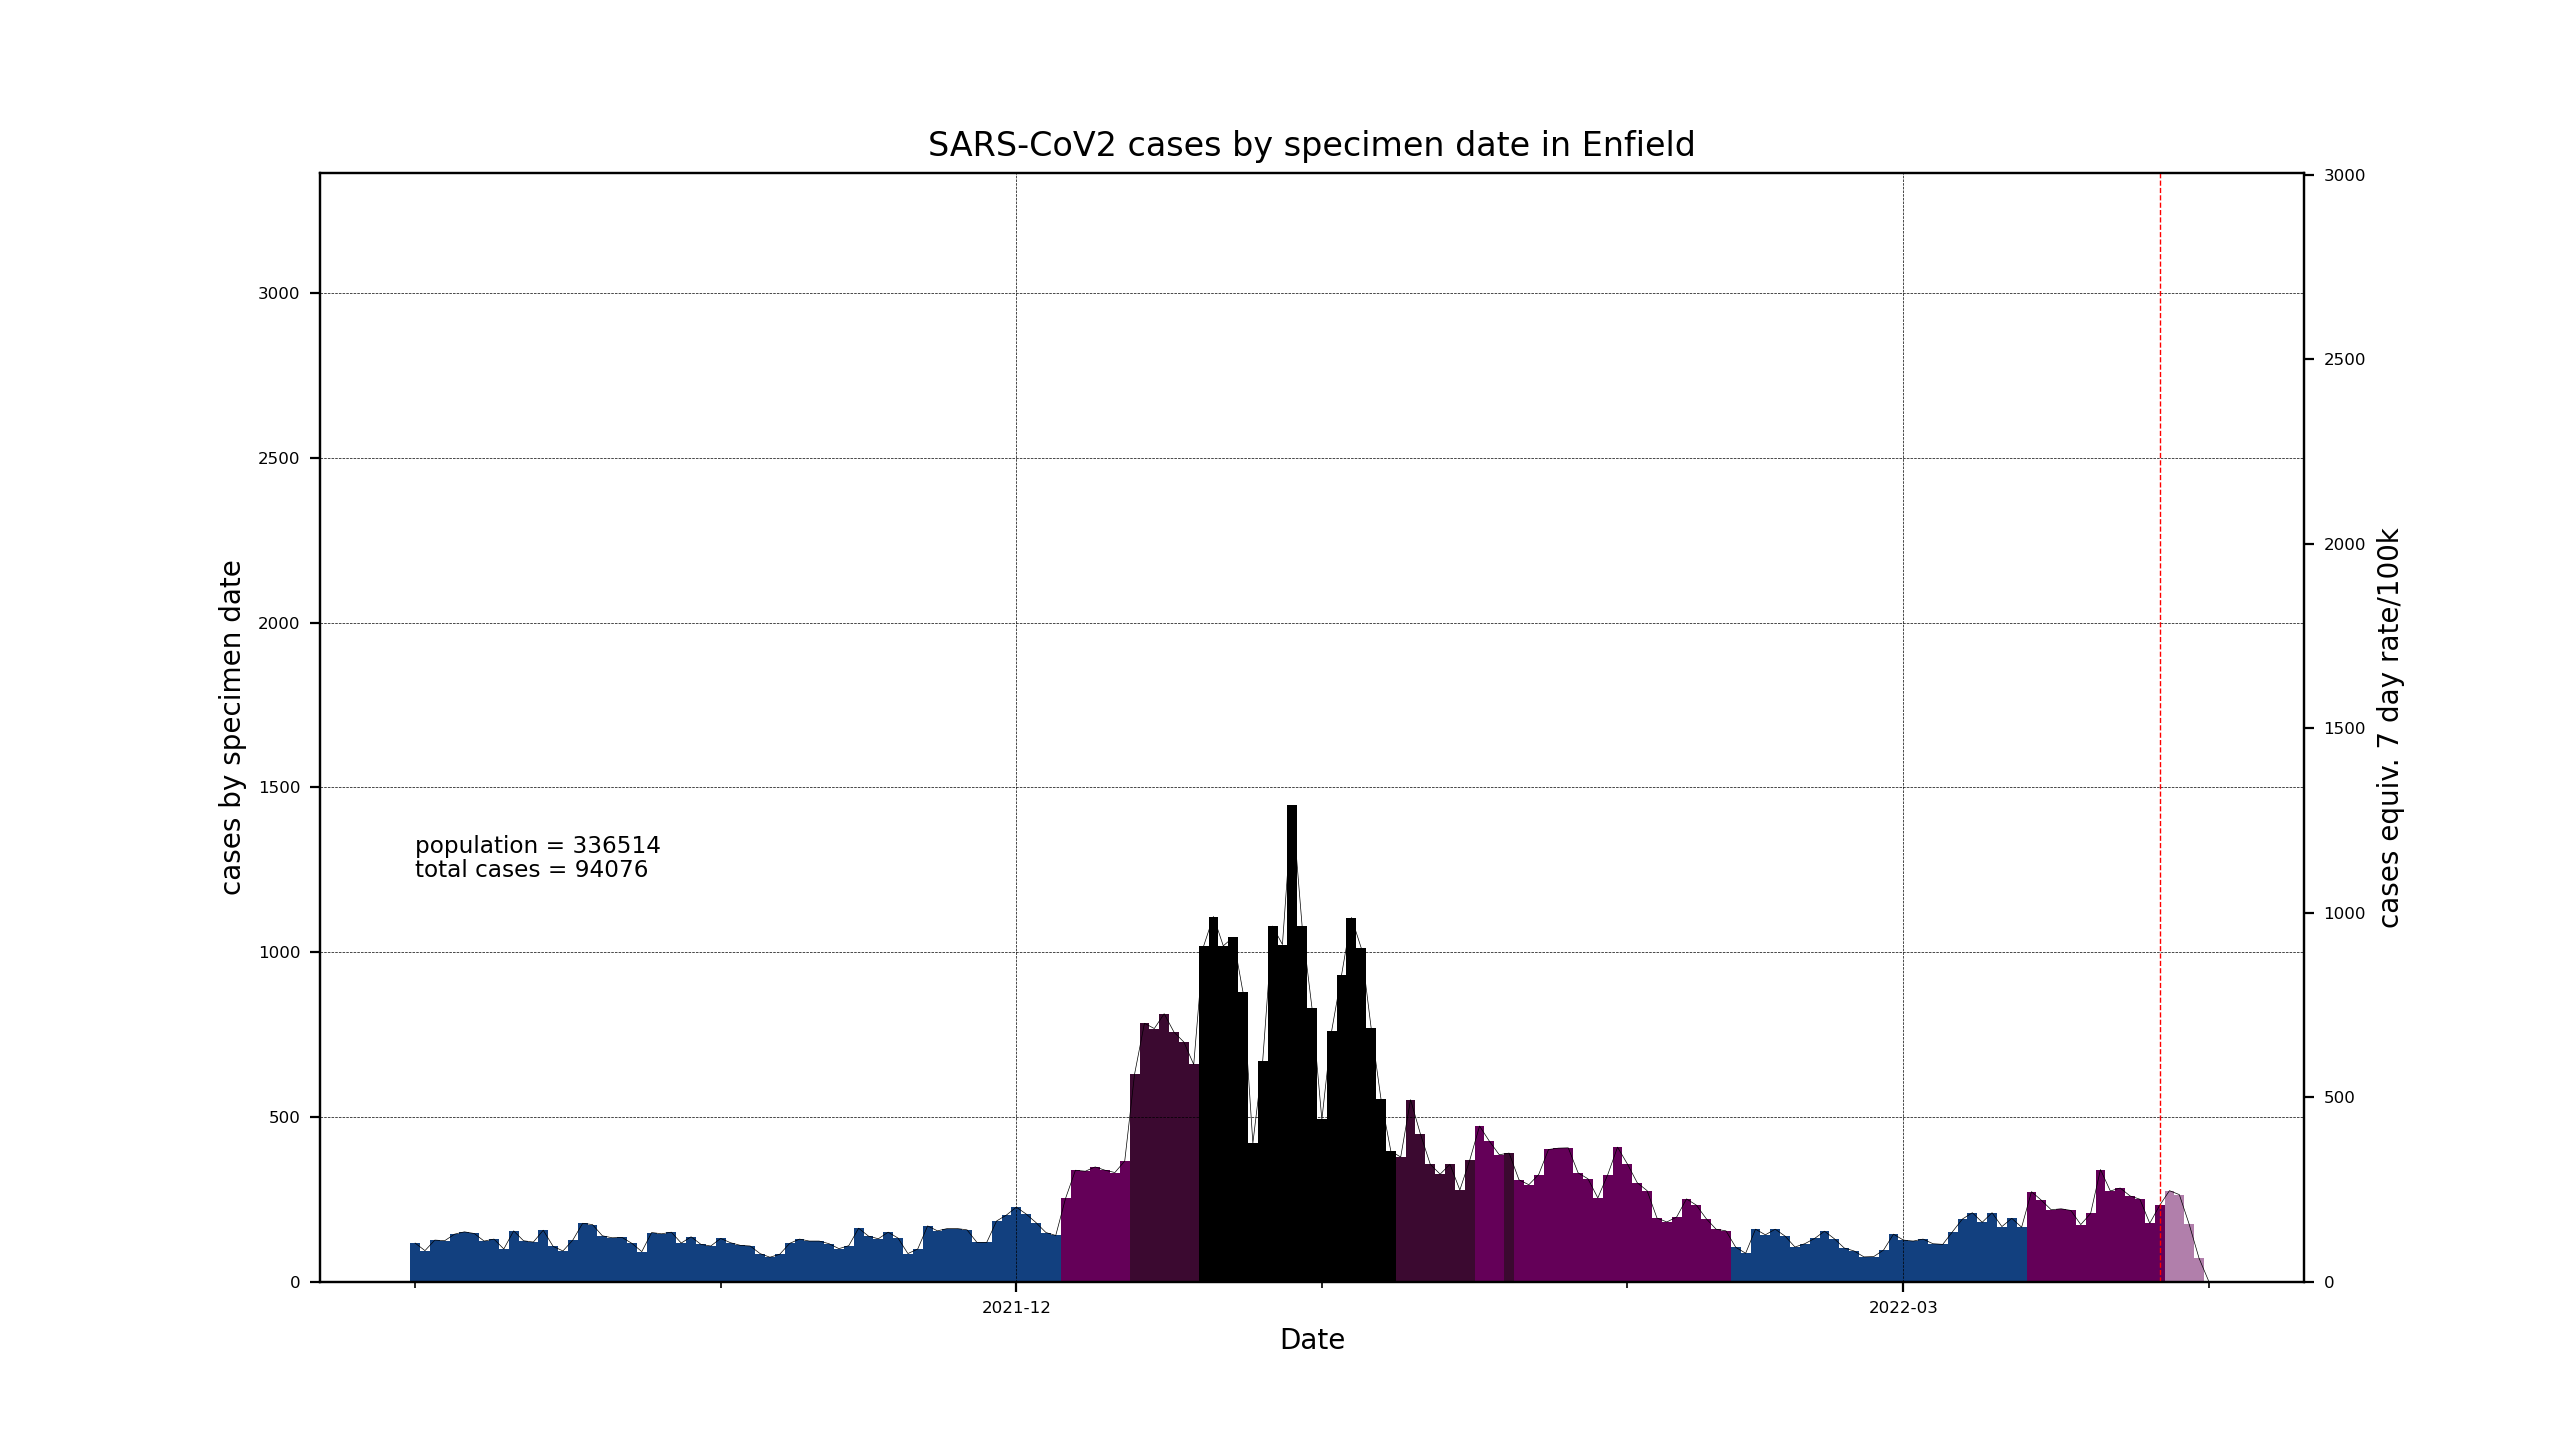 SARS-CoV2 cases by specimen date in Enfield
cases by specimen date
3000
2500
2000
1500
1000
500
0
population = 336514
total cases = 94076
3000
2500
2000
1500
1000
500
0
cases equiv. 7 day rate/100k
2021-12
2022-03
Date